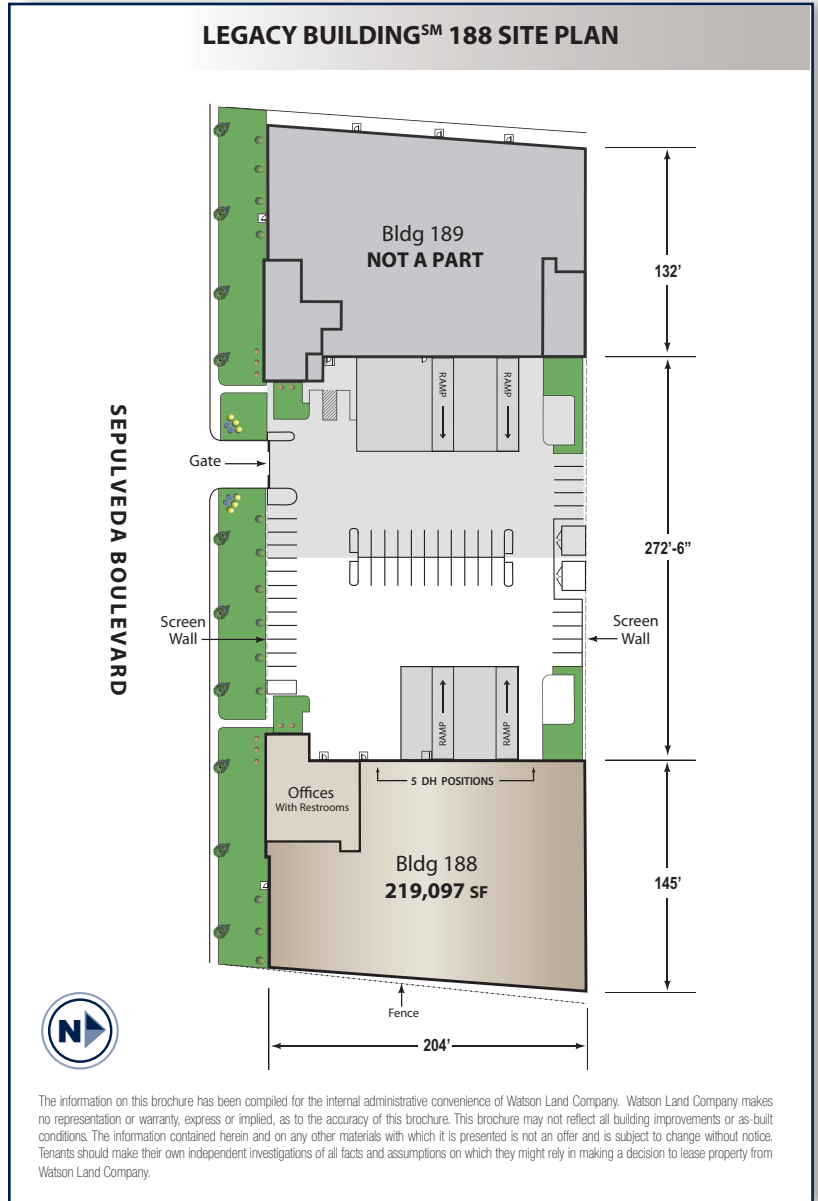 LEGACY BUILDING℠ 188 SITE PLAN
Bldg 189
NOT A PART
132’
RAMP
RAMP
SEPULVEDA BOULEVARD
Gate
272’-6”
Screen
Wall
Screen
Wall
RAMP
RAMP
5 DH POSITIONS
Offices
With Restrooms
Bldg 188
219,097 SF
145’
Fence
N
204’
The information on this brochure has been compiled for the internal administrative convenience of Watson Land Company. Watson Land Company makes
no representation or warranty, express or implied, as to the accuracy of this brochure. This brochure may not reflect all building improvements or as-built
conditions. The information contained herein and on any other materials with which it is presented is not an offer and is subject to change without notice.
Tenants should make their own independent investigations of all facts and assumptions on which they might rely in making a decision to lease property from
Watson Land Company.